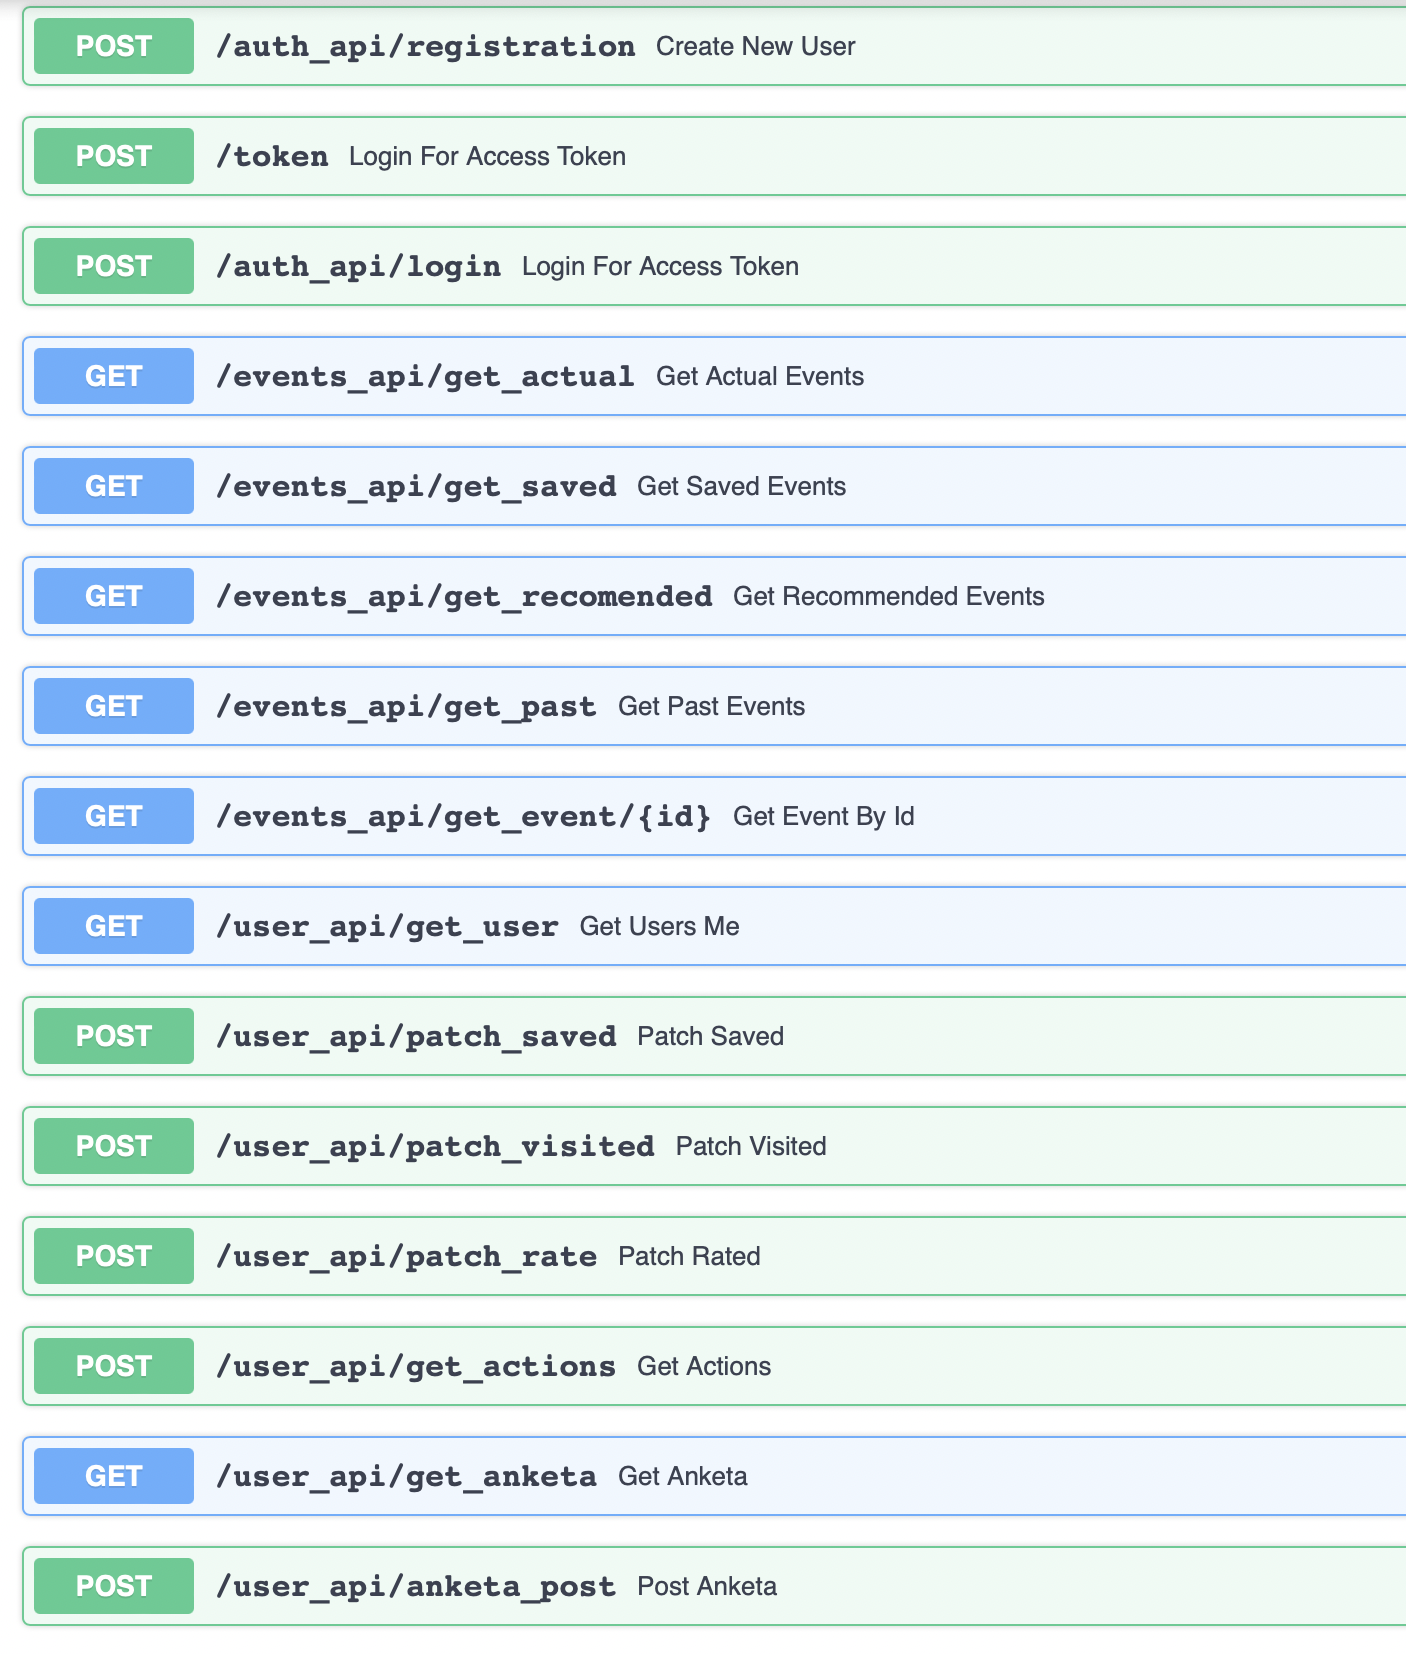 POST /auth_api/registration Create New User
POST /token Login For Access Token
POST /auth_api/login Login For Access Token
GET /events_api/get_actual Get Actual Events
GET /events_api/get_saved Get Saved Events
GET /events_api/get_recomended Get Recommended Events
GET /events_api/get_past Get Past Events
GET /events_api/get_event/{id} Get Event By Id
GET /user_api/get_user Get Users Me
POST /user_api/patch_saved Patch Saved
POST /user_api/patch_visited Patch Visited
POST /user_api/patch_rate Patch Rated
POST /user_api/get_actions Get Actions
GET /user_api/get_anketa Get Anketa
POST /user_api/anketa_post Post Anketa